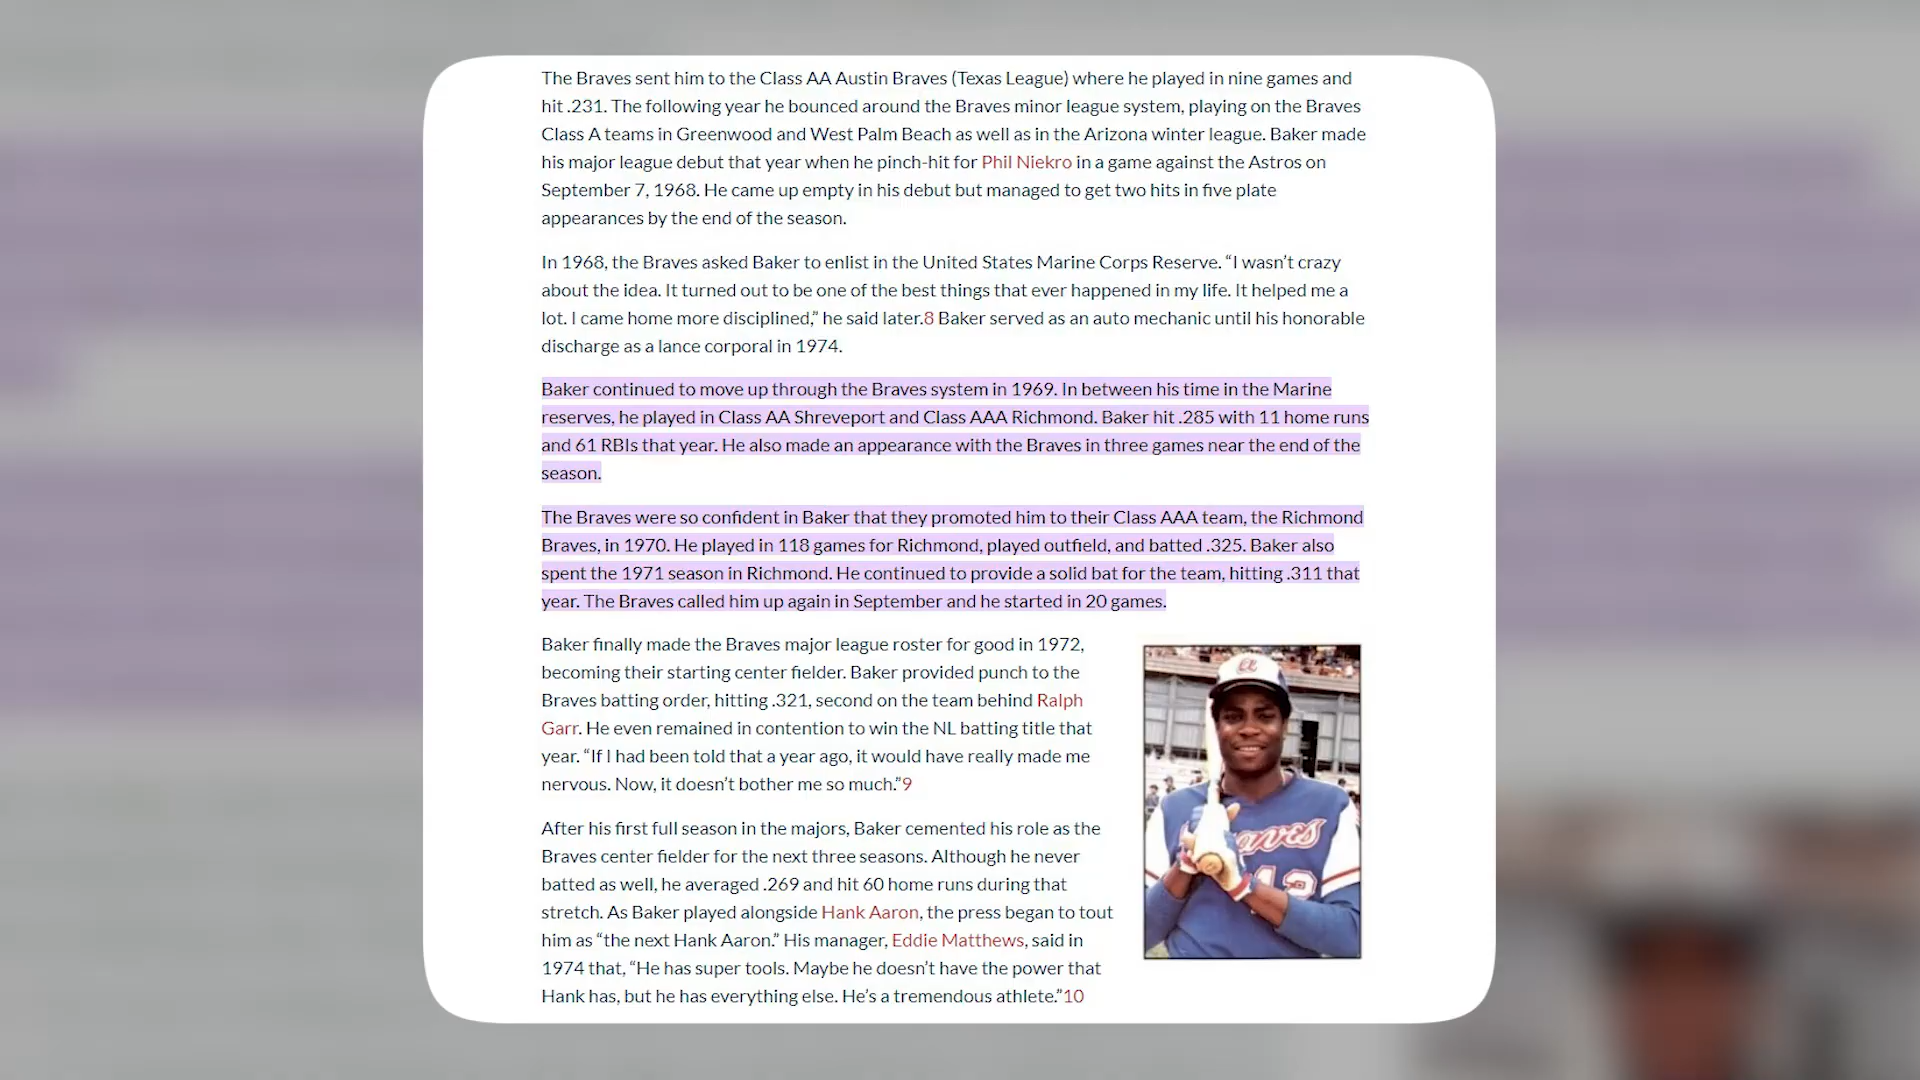 The Braves sent him to the Class AA Austin Braves (Texas League) where he played in nine games and
hit .231. The following year he bounced around the Braves minor league system, playing on the Braves
Class A teams in Greenwood and West Palm Beach as well as in the Arizona winter league. Baker made
his major league debut that year when he pinch-hit for Phil Niekro in a game against the Astros on
September 7, 1968. He came up empty in his debut but managed to get two hits in five plate
appearances by the end of the season.
In 1968, the Braves asked Baker to enlist in the United States Marine Corps Reserve. “I wasn’t crazy
about the idea. It turned out to be one of the best things that ever happened in my life. It helped me a
lot. I came home more disciplined,” he said later.8 Baker served as an auto mechanic until his honorable
discharge as a lance corporal in 1974.
Baker continued to move up through the Braves system in 1969. In between his time in the Marine
reserves, he played in Class AA Shreveport and Class AAA Richmond. Baker hit .285 with 11 home runs
and 61 RBIs that year. He also made an appearance with the Braves in three games near the end of the
season.
The Braves were so confident in Baker that they promoted him to their Class AAA team, the Richmond
Braves, in 1970. He played in 118 games for Richmond, played outfield, and batted .325. Baker also
spent the 1971 season in Richmond. He continued to provide a solid bat for the team, hitting .311 that
year. The Braves called him up again in September and he started in 20 games.
Baker finally made the Braves major league roster for good in 1972,
becoming their starting center fielder. Baker provided punch to the
Braves batting order, hitting .321, second on the team behind Ralph
Garr. He even remained in contention to win the NL batting title that
year. “If I had been told that a year ago, it would have really made me
nervous. Now, it doesn’t bother me so much.”9
After his first full season in the majors, Baker cemented his role as the
Braves center fielder for the next three seasons. Although he never
batted as well, he averaged .269 and hit 60 home runs during that
stretch. As Baker played alongside Hank Aaron, the press began to tout
him as “the next Hank Aaron.” His manager, Eddie Matthews, said in
1974 that, “He has super tools. Maybe he doesn’t have the power that
Hank has, but he has everything else. He’s a tremendous athlete.”10
a
aves
12